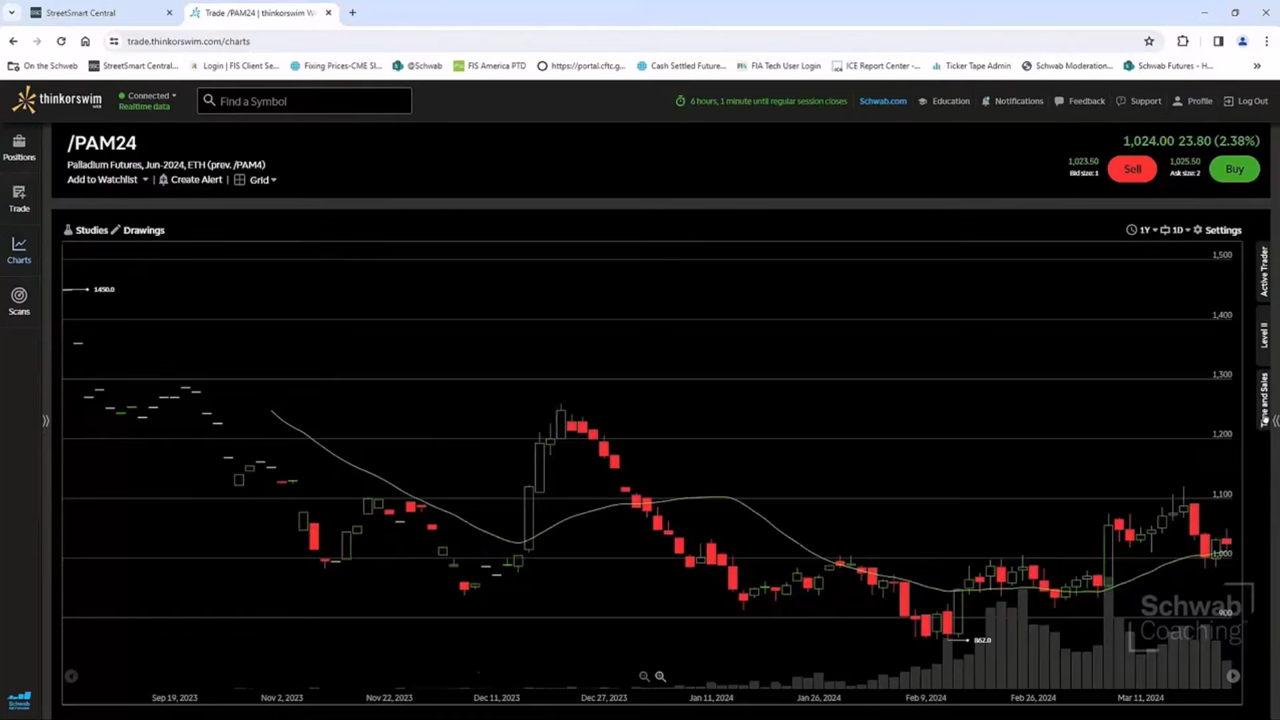 StreetSmart Central
Trade /PAM24 | thinkorswim W
trade.thinkorswim.com/charts
On the Schweb
StreetSmart Central...
Login | FIS Client Se...
Fixing Prices-CME SI...
@Schwab
FIS America PTD
https://portal.cftc.g...
Cash Settled Future...
FIA Tech User Login
ICE Report Center -...
Ticker Tape Admin
Schwab Moderation...
Schwab Futures - H...
thinkorswim
Connected
Realtime data
Find a Symbol
6 hours, 1 minute until regular session closes
Schwab.com
Education
Notifications
Feedback
Support
Profile
Log Out
Positions
Trade
Charts
Scans
/PAM24
Palladium Futures, Jun-2024, ETH (prev. /PAM4)
Add to Watchlist
Create Alert
Grid
1,024.00 23.80 (2.38%)
1,023.50
Bid size: 1
Sell
1,025.50
Ask size: 2
Buy
Studies
Drawings
1Y
1D
Settings
Active Trader
Level II
Time and Sales
1,500
1450.0
1,400
1,300
1,200
1,100
1,000
900
862.0
Schwab
Coaching
Sep 19, 2023
Nov 2, 2023
Nov 22, 2023
Dec 11, 2023
Dec 27, 2023
Jan 11, 2024
Jan 26, 2024
Feb 9, 2024
Feb 26, 2024
Mar 11, 2024
Schwab